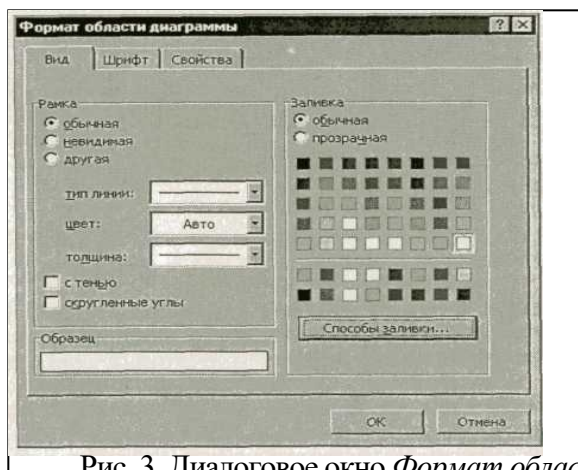 Формат области диаграммы
Вид Шрифт Свойства
Рамка
обычная
невидимая
другая
тип линии:
цвет: Авто
толщина:
с тенью
скругленные углы
Образец
Заливка
обычная
прозрачная
Способы заливки...
ОК Отмена
Рис. 3. Диалоговое окно Формат облас